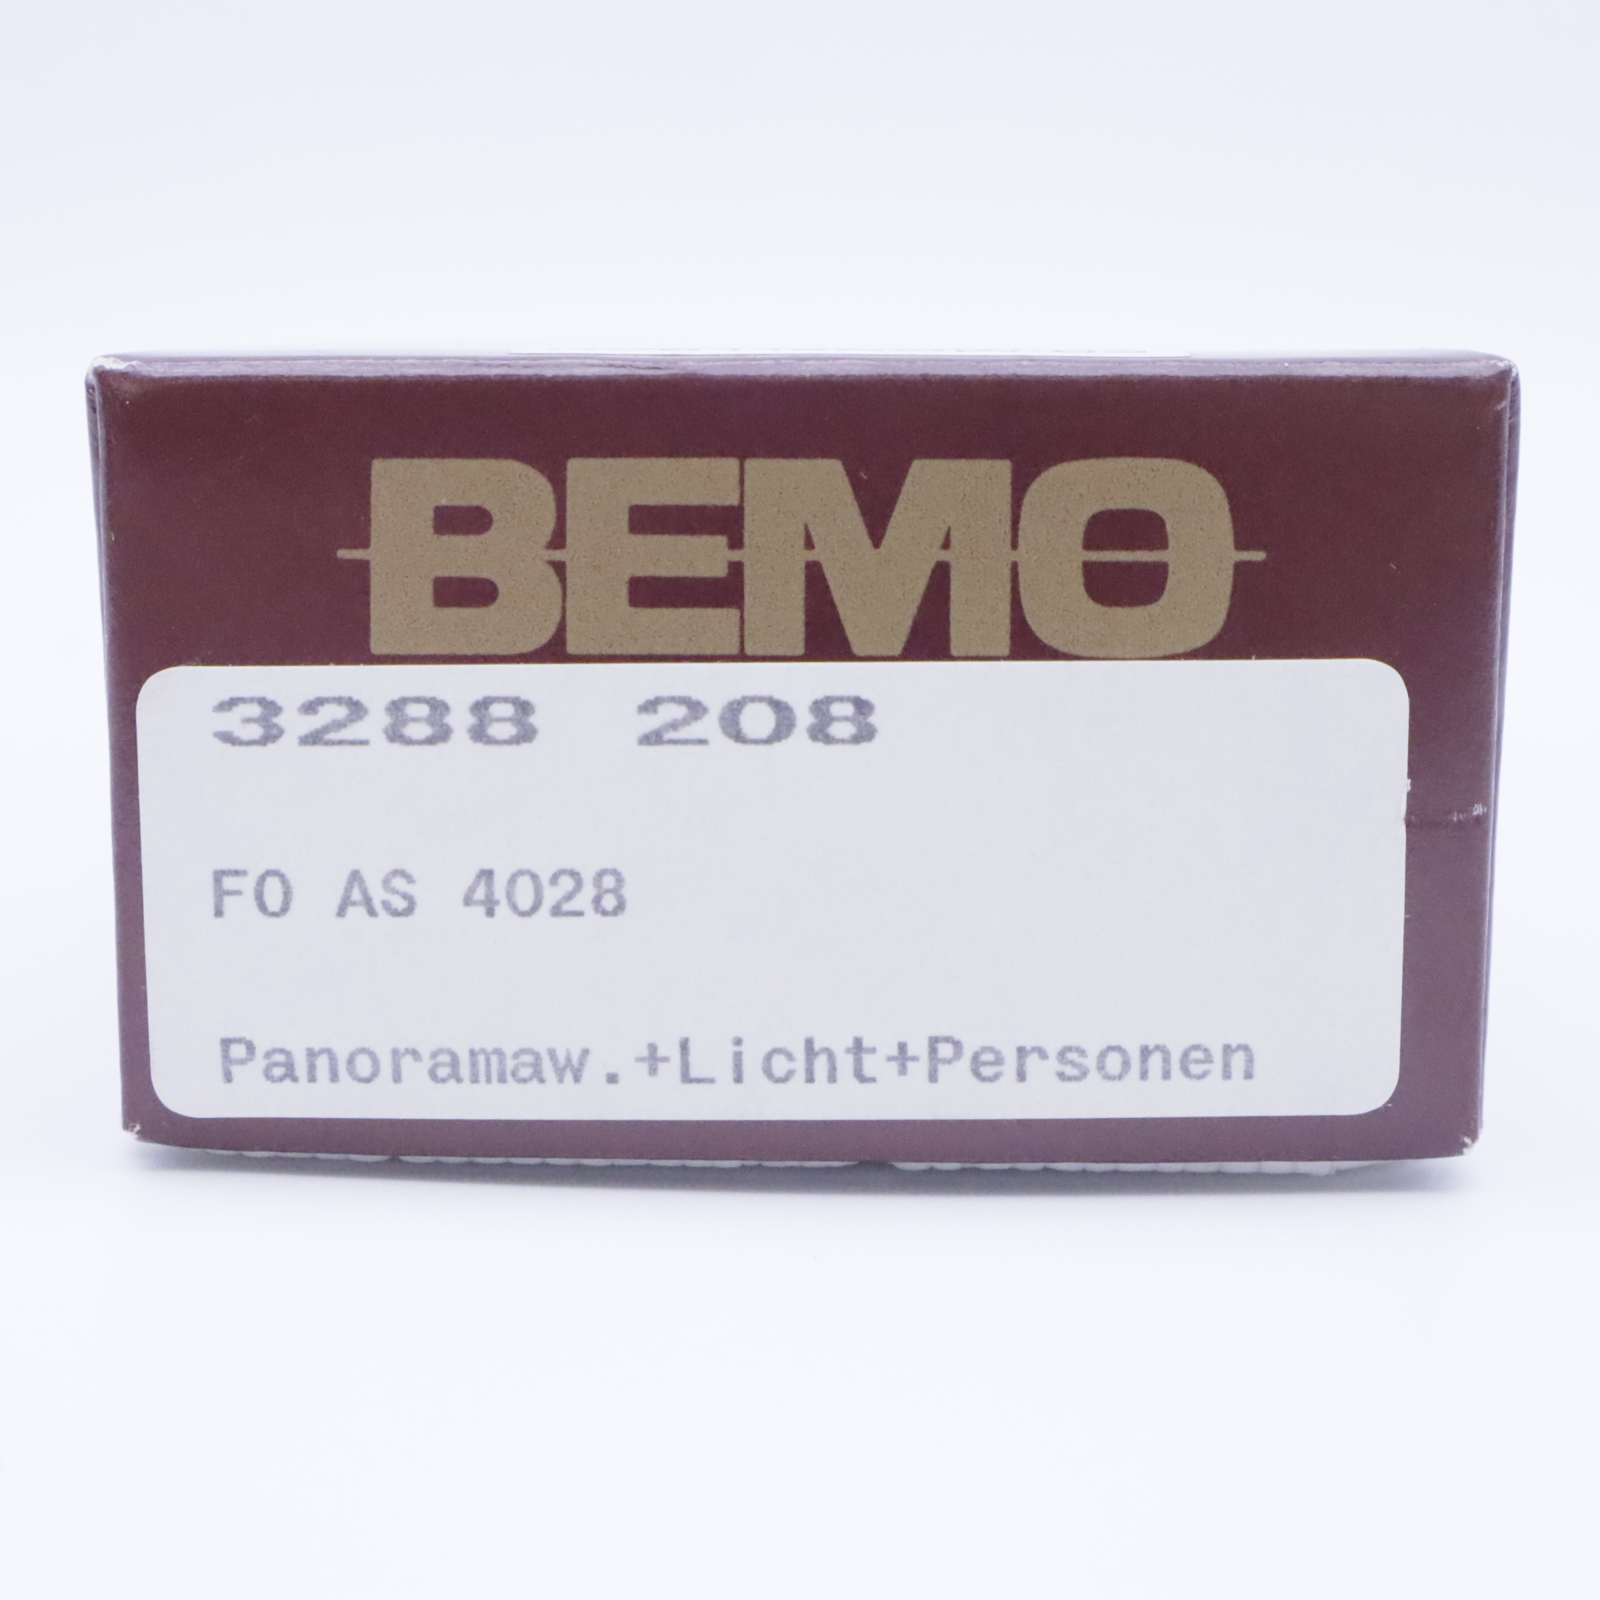 BEMO
3288 208
FO AS 4028
Panoramaw.+Licht+Personen